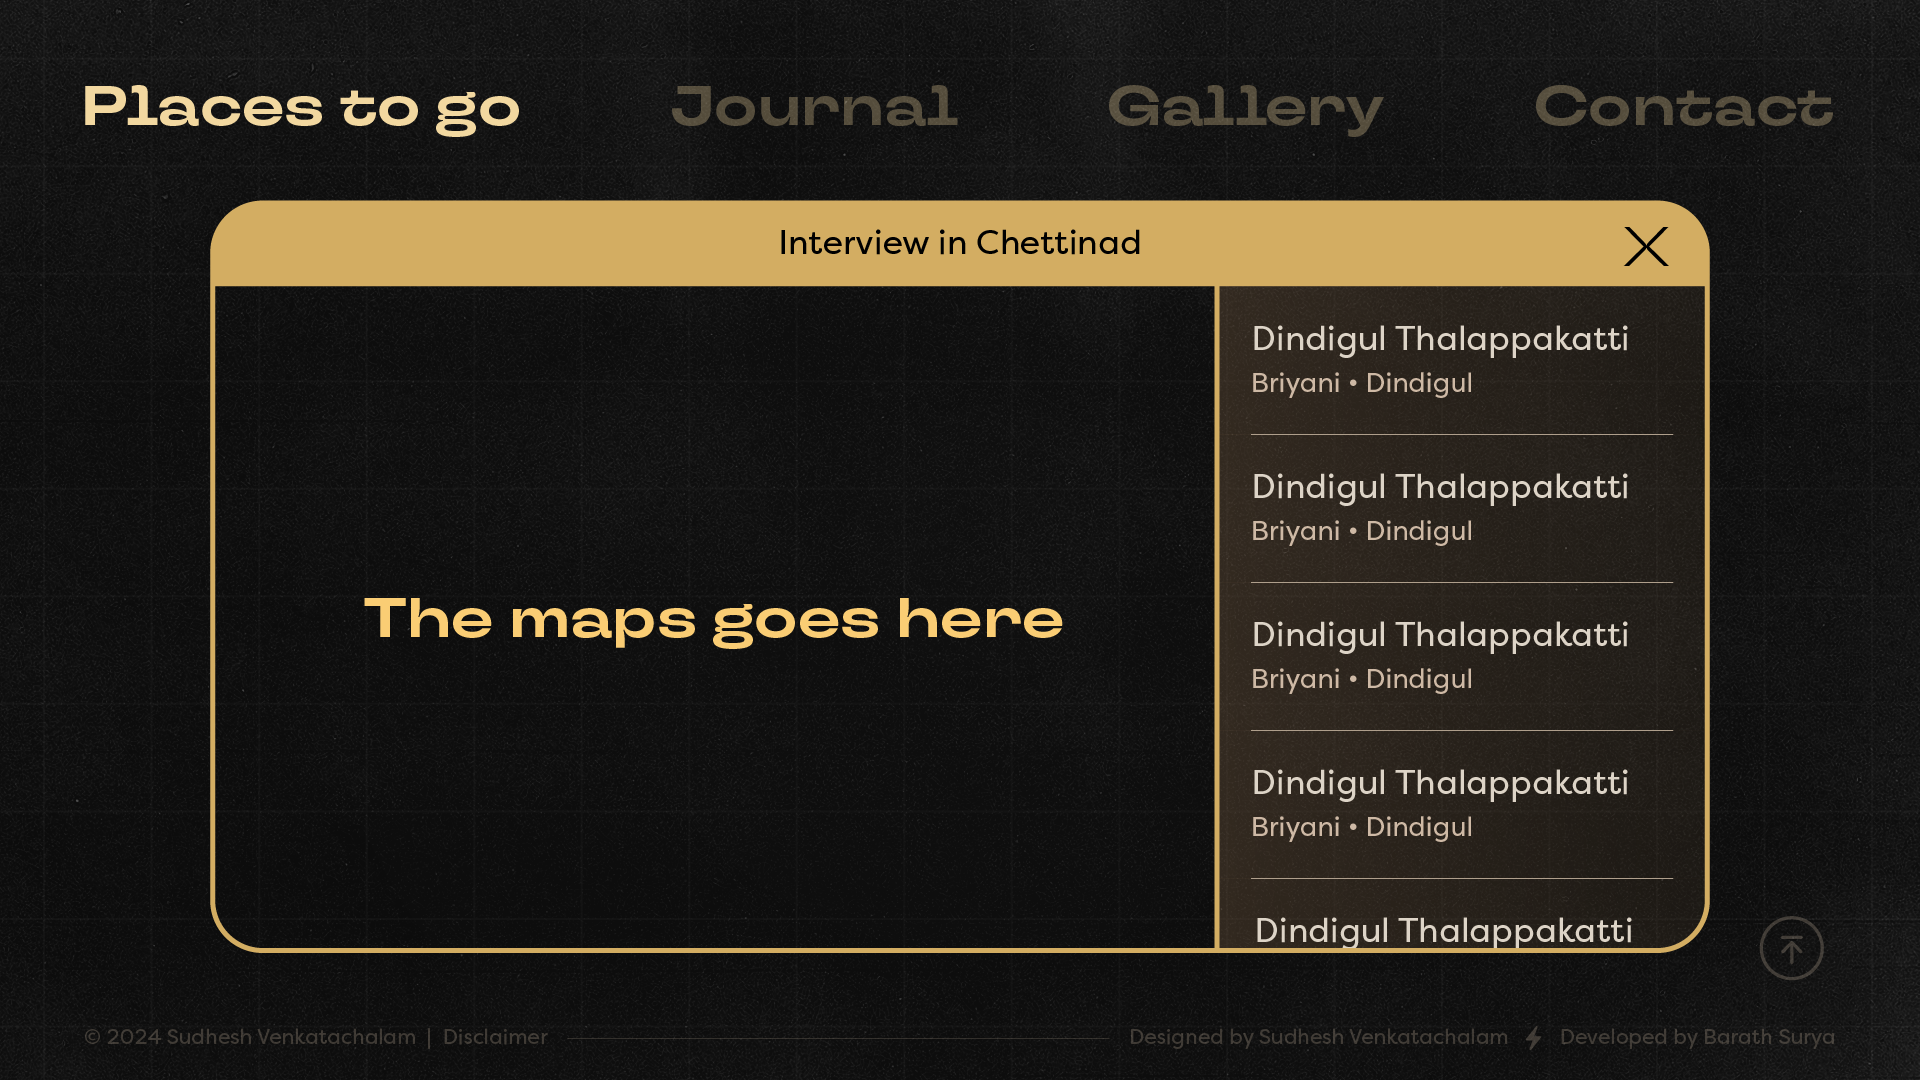 Places to go Journal Gallery Contact
Interview in Chettinad
The maps goes here
Dindigul Thalappakatti
Briyani • Dindigul
Dindigul Thalappakatti
Briyani • Dindigul
Dindigul Thalappakatti
Briyani • Dindigul
Dindigul Thalappakatti
Briyani • Dindigul
Dindigul Thalappakatti
© 2024 Sudhesh Venkatachalam | Disclaimer Designed by Sudhesh Venkatachalam Developed by Barath Surya